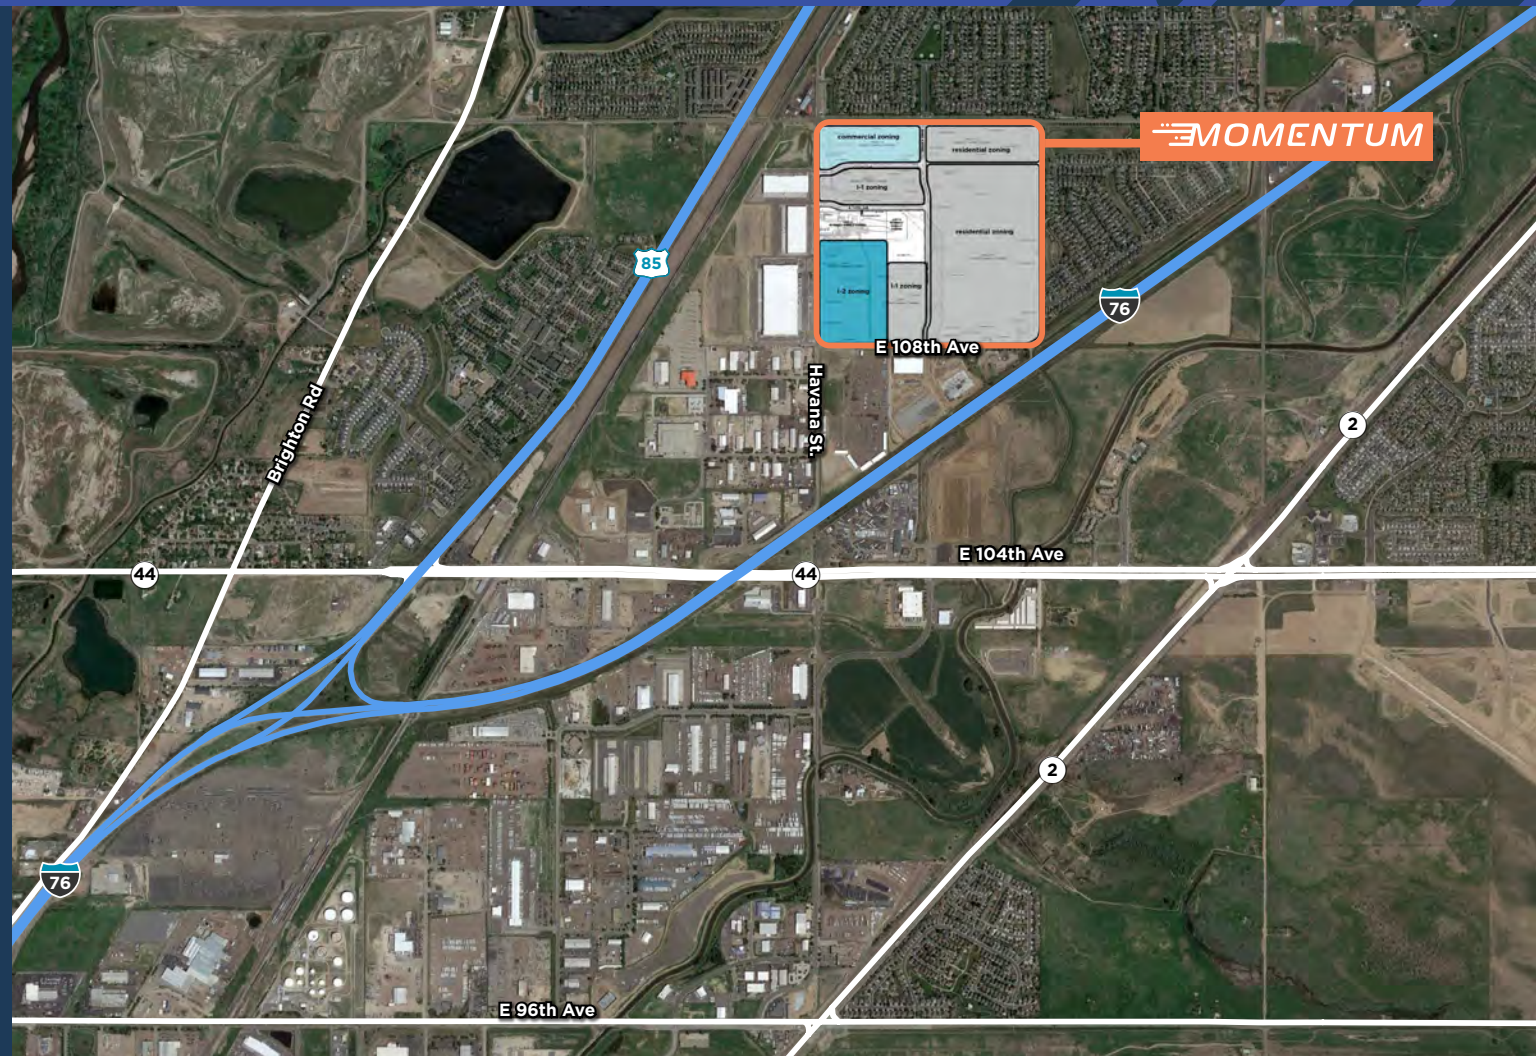 MOMENTUM
commercial zoning
residential zoning
I-1 zoning
residential zoning
85
I-2 zoning
I-1 zoning
76
E 108th Ave
Havana St.
Brighton Rd
2
E 104th Ave
44
44
2
76
E 96th Ave